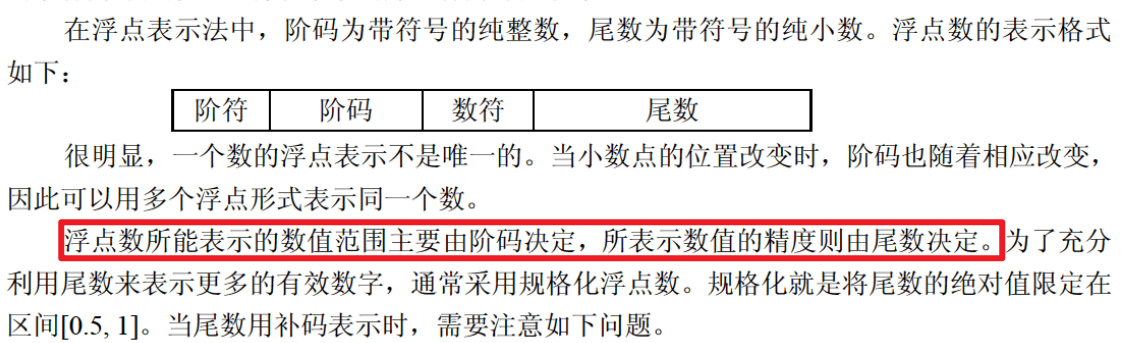 在浮点表示法中，阶码为带符号的纯整数，尾数为带符号的纯小数。浮点数的表示格式
如下：
阶符 阶码 数符 尾数
很明显，一个数的浮点表示不是唯一的。当小数点的位置改变时，阶码也随着相应改变，
因此可以用多个浮点形式表示同一个数。
浮点数所能表示的数值范围主要由阶码决定，所表示数值的精度则由尾数决定。为了充分
利用尾数来表示更多的有效数字，通常采用规格化浮点数。规格化就是将尾数的绝对值限定在
区间[0.5, 1]。当尾数用补码表示时，需要注意如下问题。